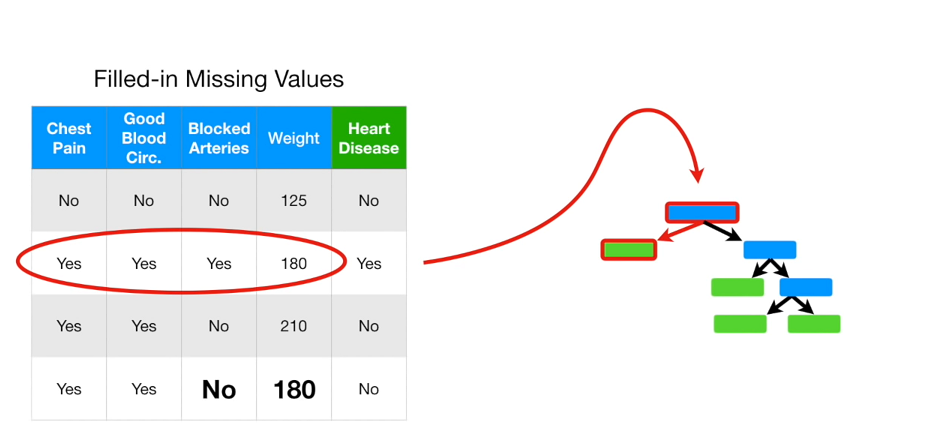 Filled-in Missing Values
Chest Pain Good Blood Circ. Blocked Arteries Weight Heart Disease
No No No 125 No
Yes Yes Yes 180 Yes
Yes Yes No 210 No
Yes Yes No 180 No